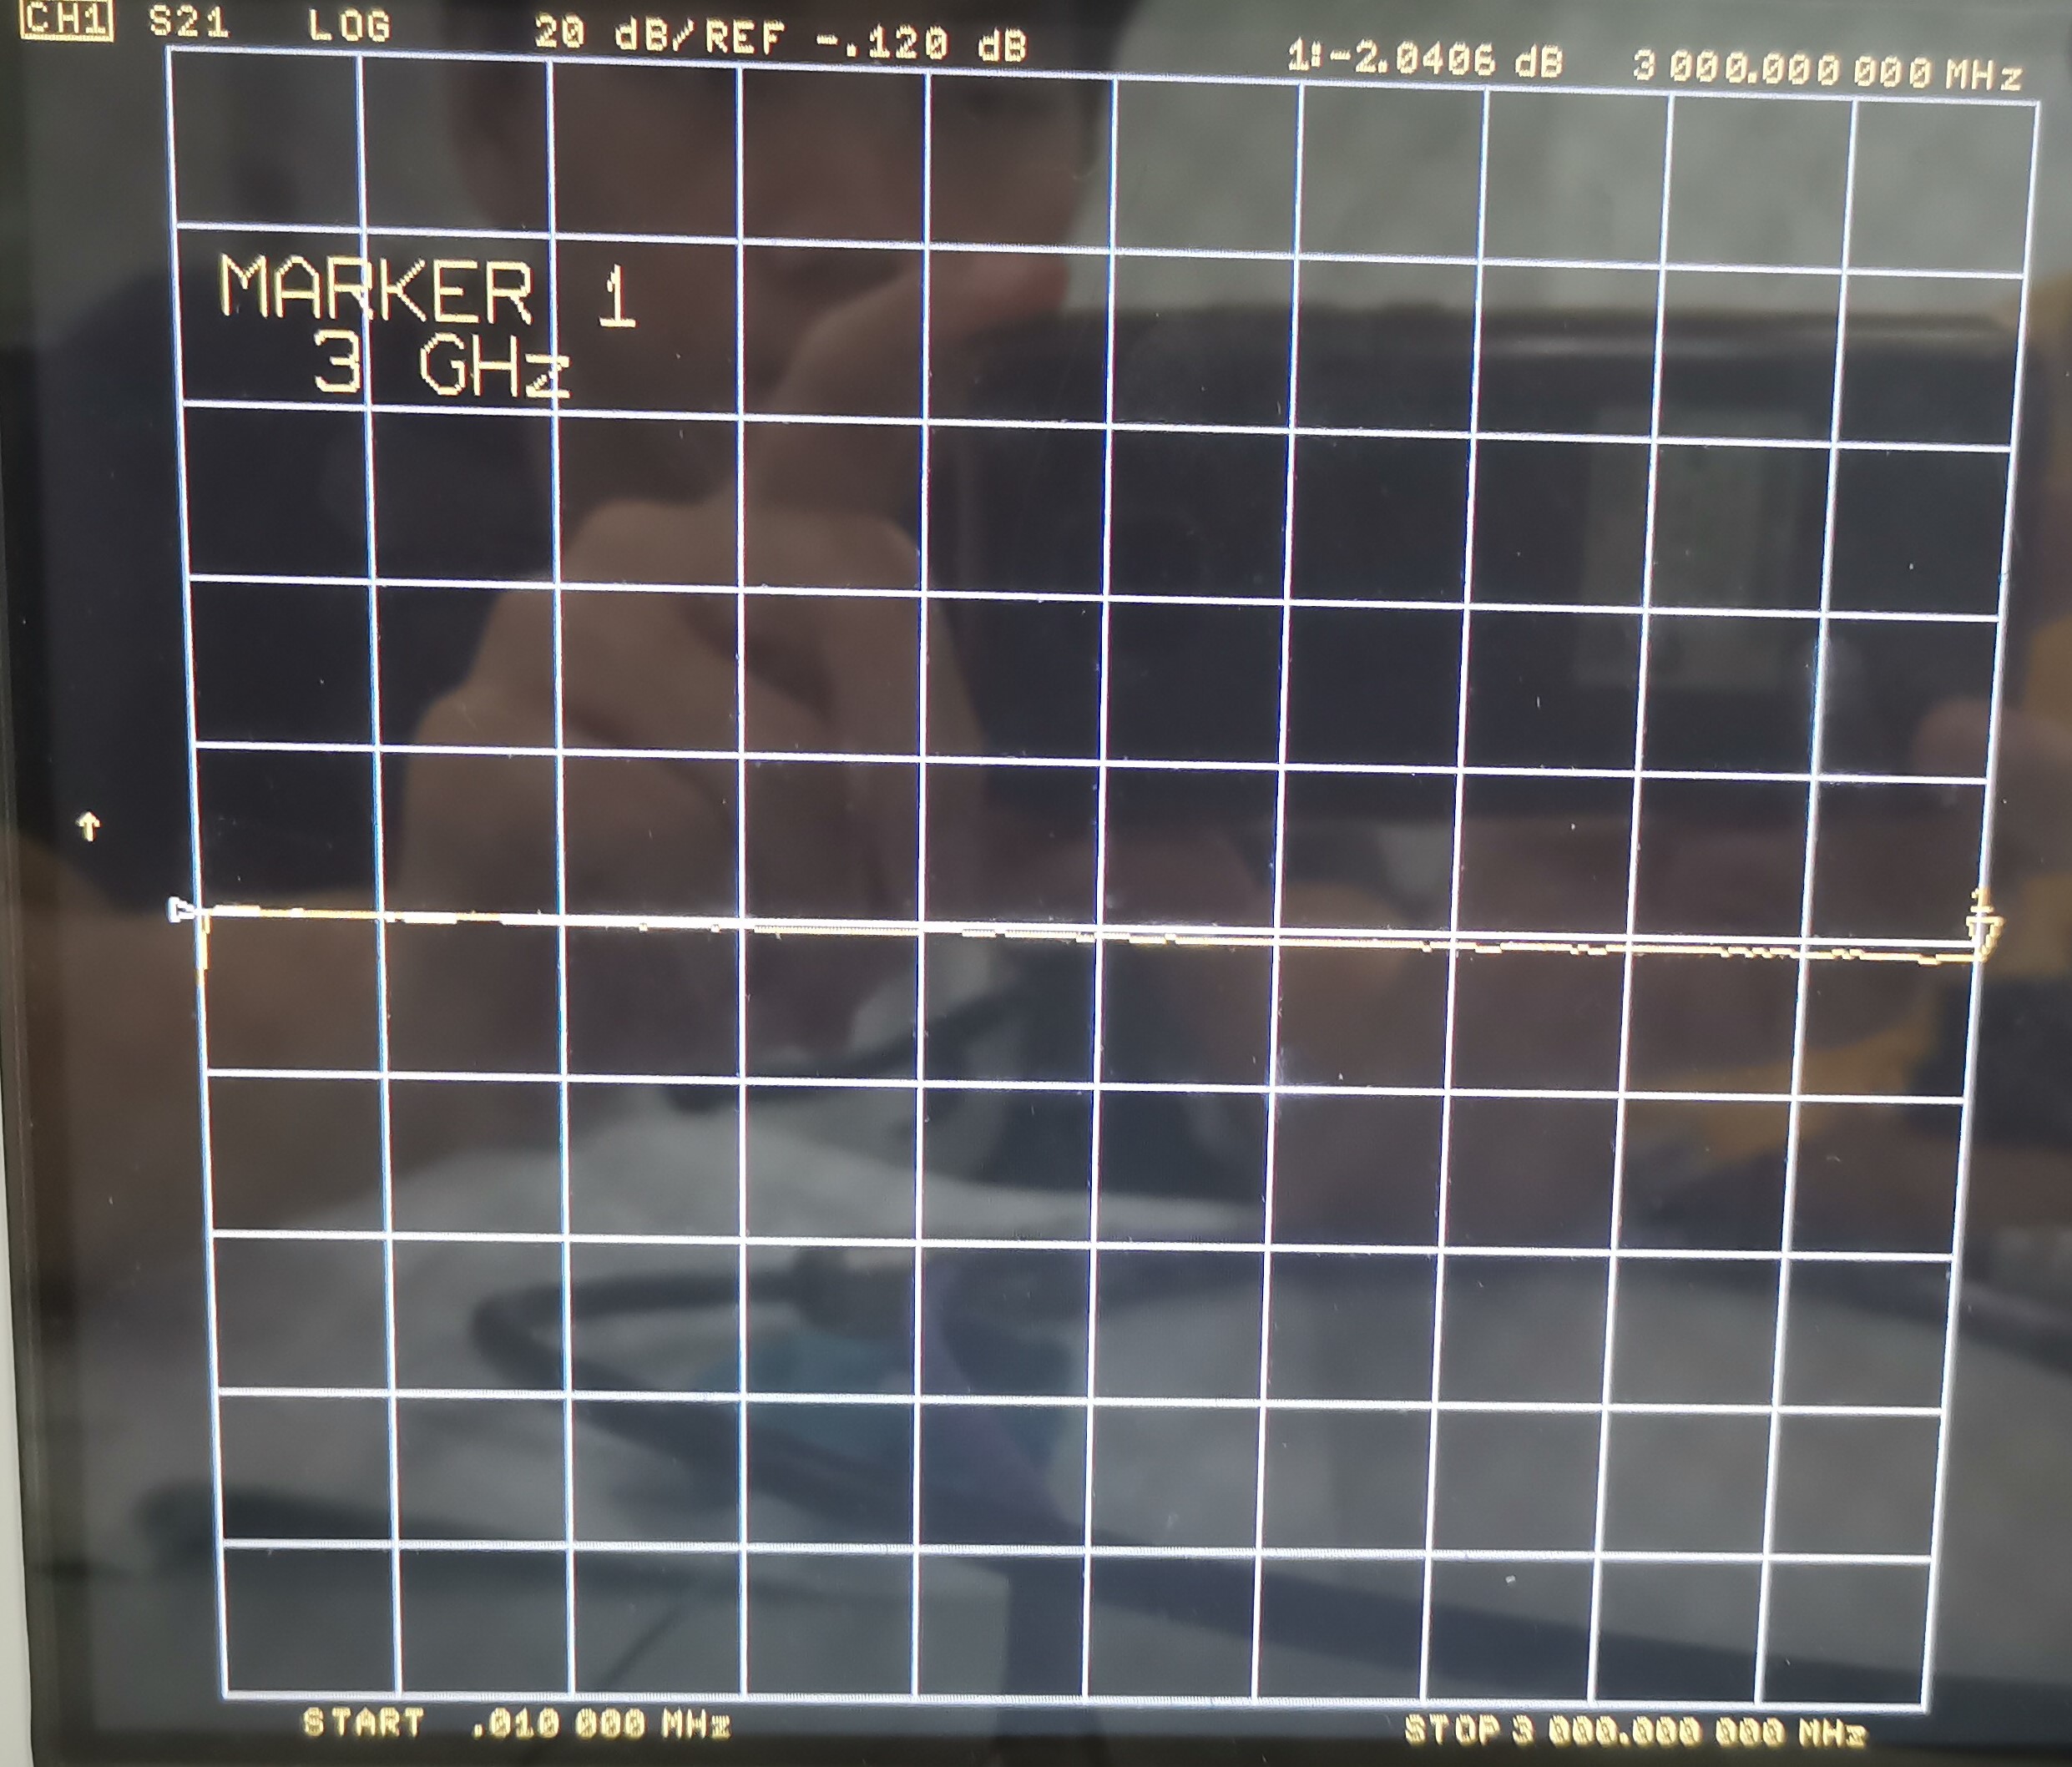 CH1 S21 LOG 20 dB/REF -.120 dB 1:-2.0406 dB 3 000.000 000 MHz
MARKER 1
3 GHz
1
START .010 000 MHz STOP 3 000.000 000 MHz